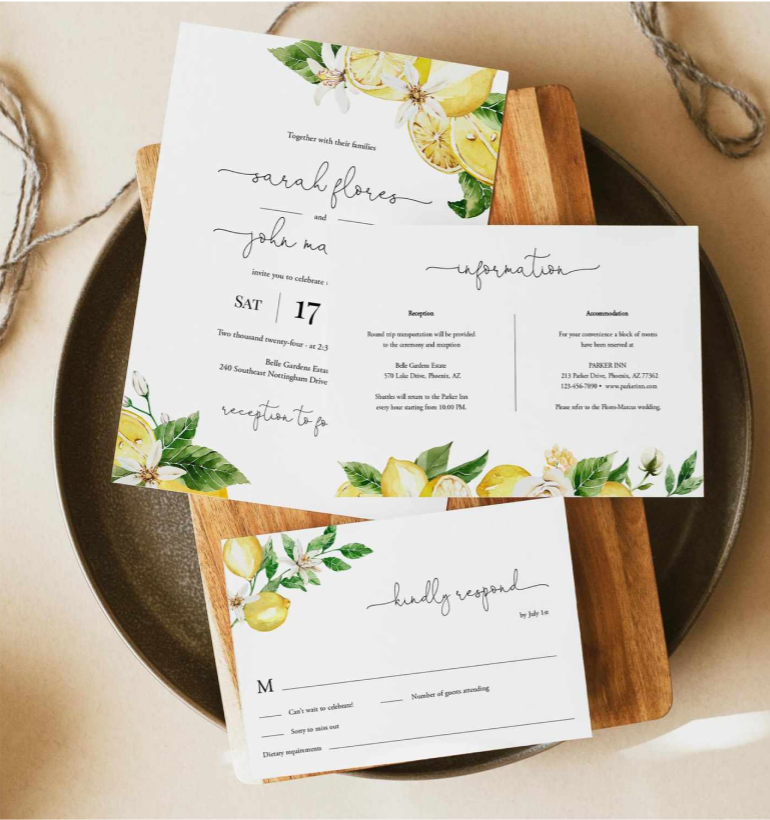 Together with their families
sarah flores
and
john ma
invite you to celebrate
SAT | 17
Two thousand twenty-four - at 2:3
Belle Gardens Estat
240 Southeast Nottingham Drive
reception to fo
information
Reception
Round trip transportation will be provided
to the ceremony and reception
Belle Gardens Estate
570 Lake Drive, Phoenix, AZ
Shuttles will return to the Parker Inn
every hour starting from 10:00 PM.
Accommodation
For your convenience a block of rooms
have been reserved at
PARKER INN
213 Parker Drive, Phoenix, AZ 77362
123-456-7890 • www.parkerinn.com
Please refer to the Flores-Marcus wedding.
kindly respond
by July 1st
M
Can't wait to celebrate!
Number of guests attending
Sorry to miss out
Dietary requirements